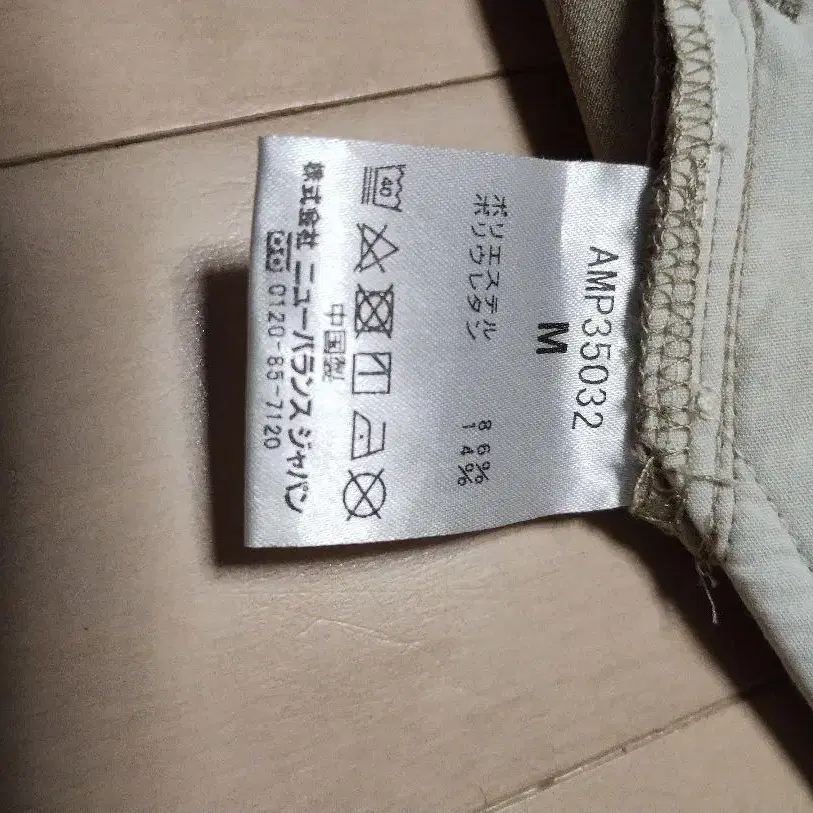 AMP35032
M
ポリエステル 86%
ポリウレタン 14%
40
中国製
株式会社 ニューバランス ジャパン
0120-85-7120